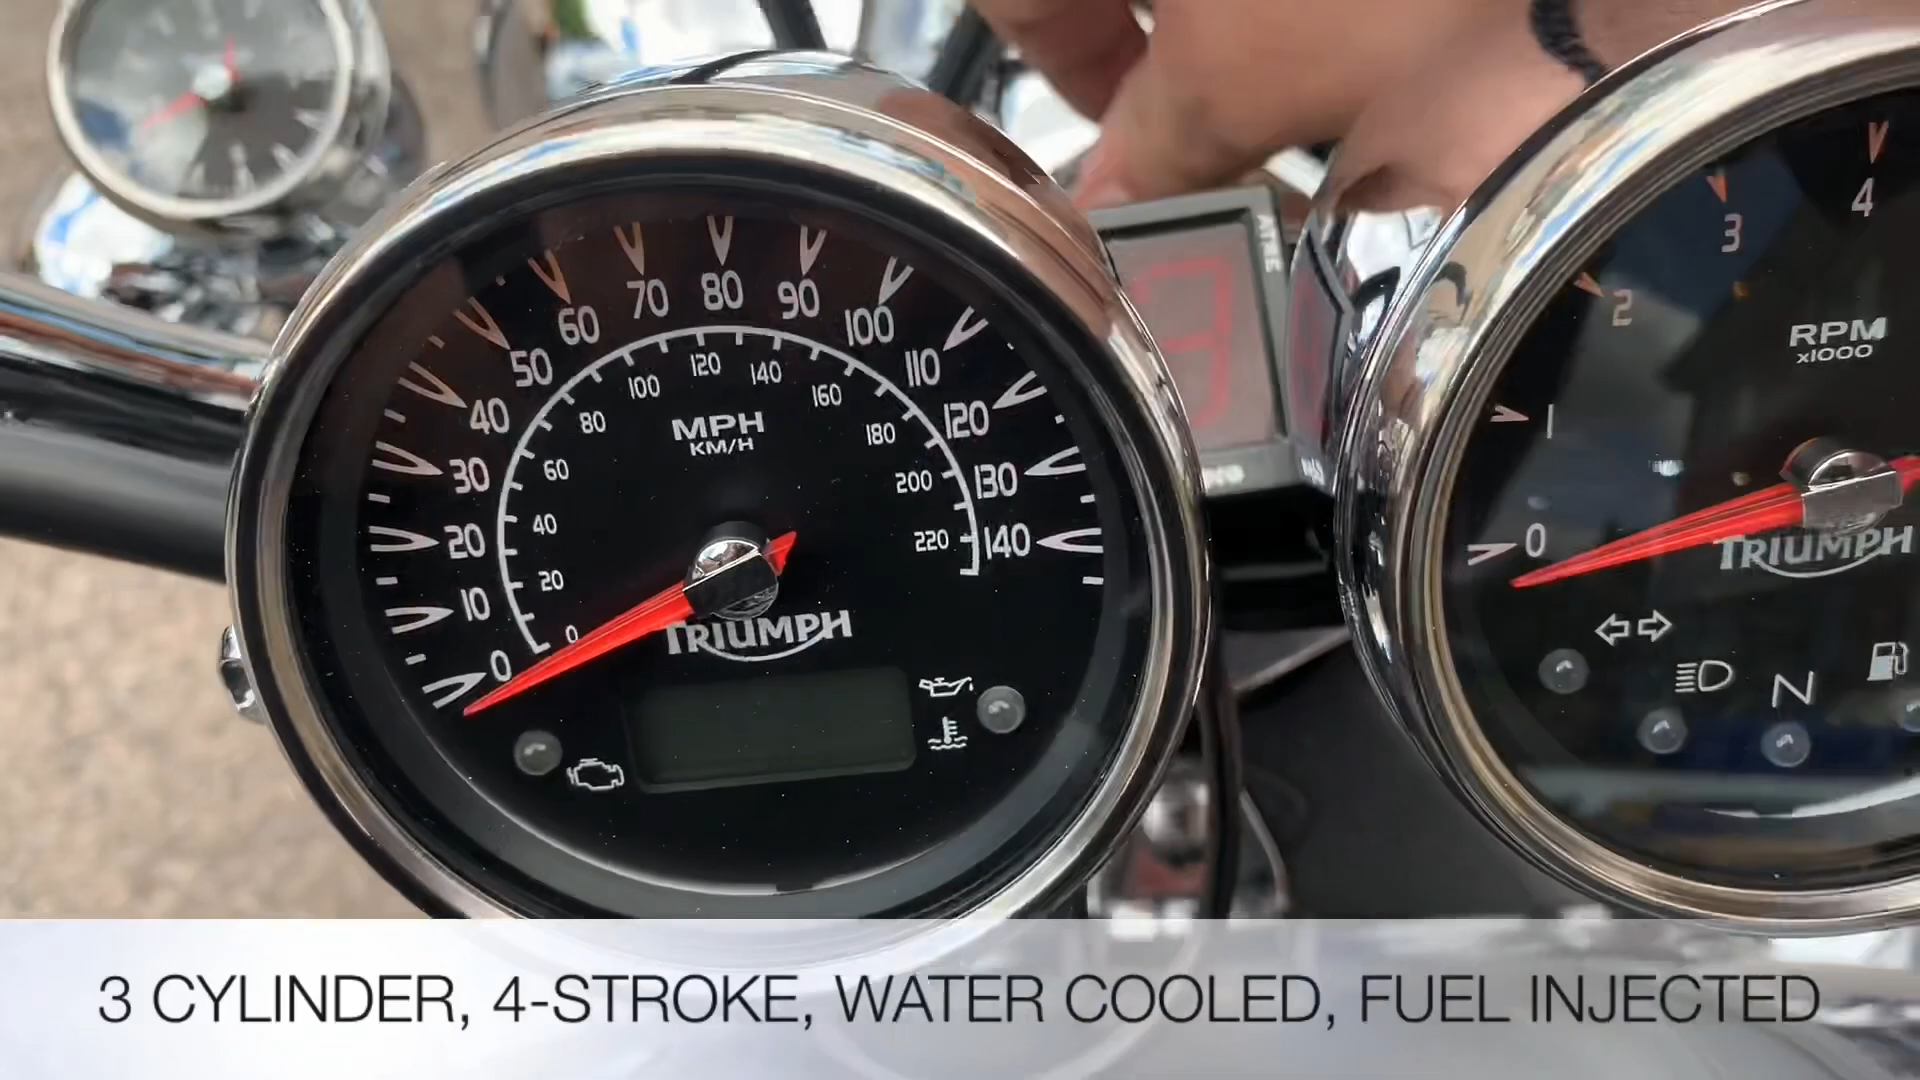 60 70 80 90 100
50 110
40 120
30 130
20 140
10
0
80 100 120 140 160 180
60 200
40 220
20
0
MPH
KM/H
TRIUMPH
3
0 1 2 3 4
RPM
x1000
TRIUMPH
N
3 CYLINDER, 4-STROKE, WATER COOLED, FUEL INJECTED